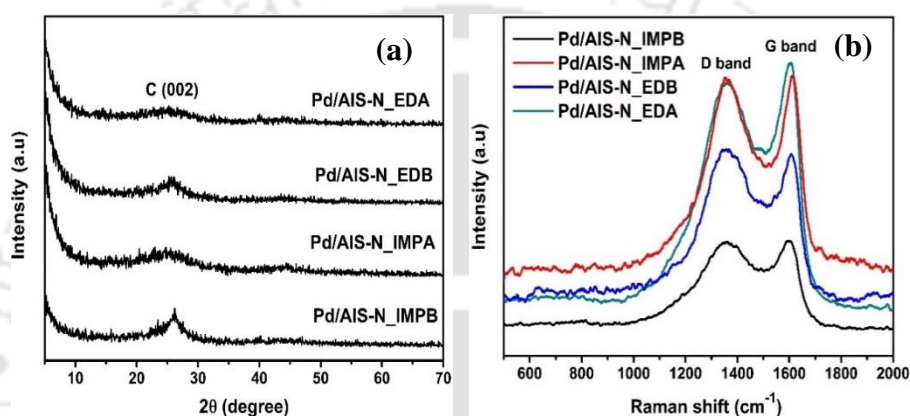 (a)
C (002)
Pd/AIS-N_EDA
Pd/AIS-N_EDB
Pd/AIS-N_IMPA
Pd/AIS-N_IMPB
Intensity (a.u)
10 20 30 40 50 60 70
2θ (degree)
(b)
Pd/AIS-N_IMPB
Pd/AIS-N_IMPA
Pd/AIS-N_EDB
Pd/AIS-N_EDA
D band
G band
Intensity (a.u)
600 800 1000 1200 1400 1600 1800 2000
Raman shift (cm⁻¹)